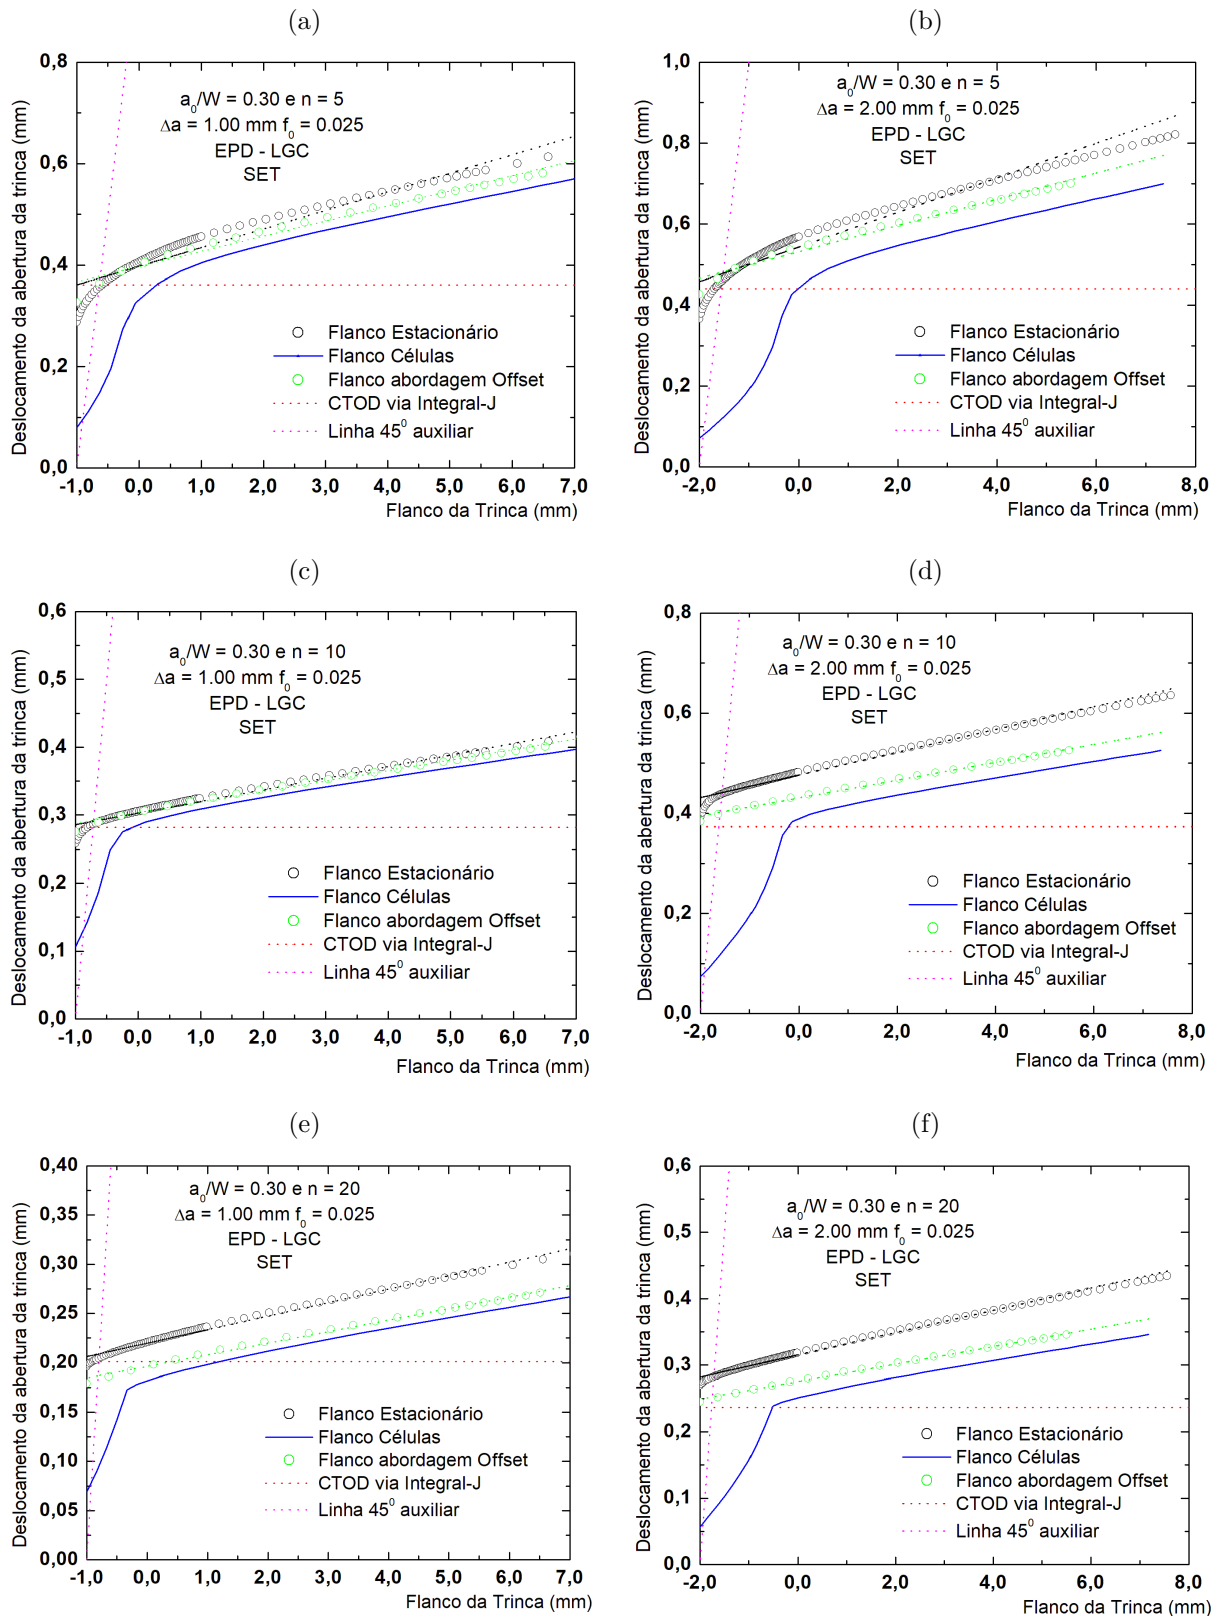 (a)
0,8
a0/W = 0.30 e n = 5
Δa = 1.00 mm f0 = 0.025
EPD - LGC
SET
0,6
0,4
0,2
0,0
Deslocamento da abertura da trinca (mm)
Flanco Estacionário
Flanco Células
Flanco abordagem Offset
CTOD via Integral-J
Linha 45⁰ auxiliar
-1,0 0,0 1,0 2,0 3,0 4,0 5,0 6,0 7,0
Flanco da Trinca (mm)
(b)
1,0
a0/W = 0.30 e n = 5
Δa = 2.00 mm f0 = 0.025
EPD - LGC
SET
0,8
0,6
0,4
0,2
0,0
Deslocamento da abertura da trinca (mm)
Flanco Estacionário
Flanco Células
Flanco abordagem Offset
CTOD via Integral-J
Linha 45⁰ auxiliar
-2,0 0,0 2,0 4,0 6,0 8,0
Flanco da Trinca (mm)
(c)
0,6
a0/W = 0.30 e n = 10
Δa = 1.00 mm f0 = 0.025
EPD - LGC
SET
0,5
0,4
0,3
0,2
0,1
0,0
Deslocamento da abertura da trinca (mm)
Flanco Estacionário
Flanco Células
Flanco abordagem Offset
CTOD via Integral-J
Linha 45⁰ auxiliar
-1,0 0,0 1,0 2,0 3,0 4,0 5,0 6,0 7,0
Flanco da Trinca (mm)
(d)
0,8
a0/W = 0.30 e n = 10
Δa = 2.00 mm f0 = 0.025
EPD - LGC
SET
0,6
0,4
0,2
0,0
Deslocamento da abertura da trinca (mm)
Flanco Estacionário
Flanco Células
Flanco abordagem Offset
CTOD via Integral-J
Linha 45⁰ auxiliar
-2,0 0,0 2,0 4,0 6,0 8,0
Flanco da Trinca (mm)
(e)
0,40
a0/W = 0.30 e n = 20
Δa = 1.00 mm f0 = 0.025
EPD - LGC
SET
0,35
0,30
0,25
0,20
0,15
0,10
0,05
0,00
Deslocamento da abertura da trinca (mm)
Flanco Estacionário
Flanco Células
Flanco abordagem Offset
CTOD via Integral-J
Linha 45⁰ auxiliar
-1,0 0,0 1,0 2,0 3,0 4,0 5,0 6,0 7,0
Flanco da Trinca (mm)
(f)
0,6
a0/W = 0.30 e n = 20
Δa = 2.00 mm f0 = 0.025
EPD - LGC
SET
0,5
0,4
0,3
0,2
0,1
0,0
Deslocamento da abertura da trinca (mm)
Flanco Estacionário
Flanco Células
Flanco abordagem Offset
CTOD via Integral-J
Linha 45⁰ auxiliar
-2,0 0,0 2,0 4,0 6,0 8,0
Flanco da Trinca (mm)